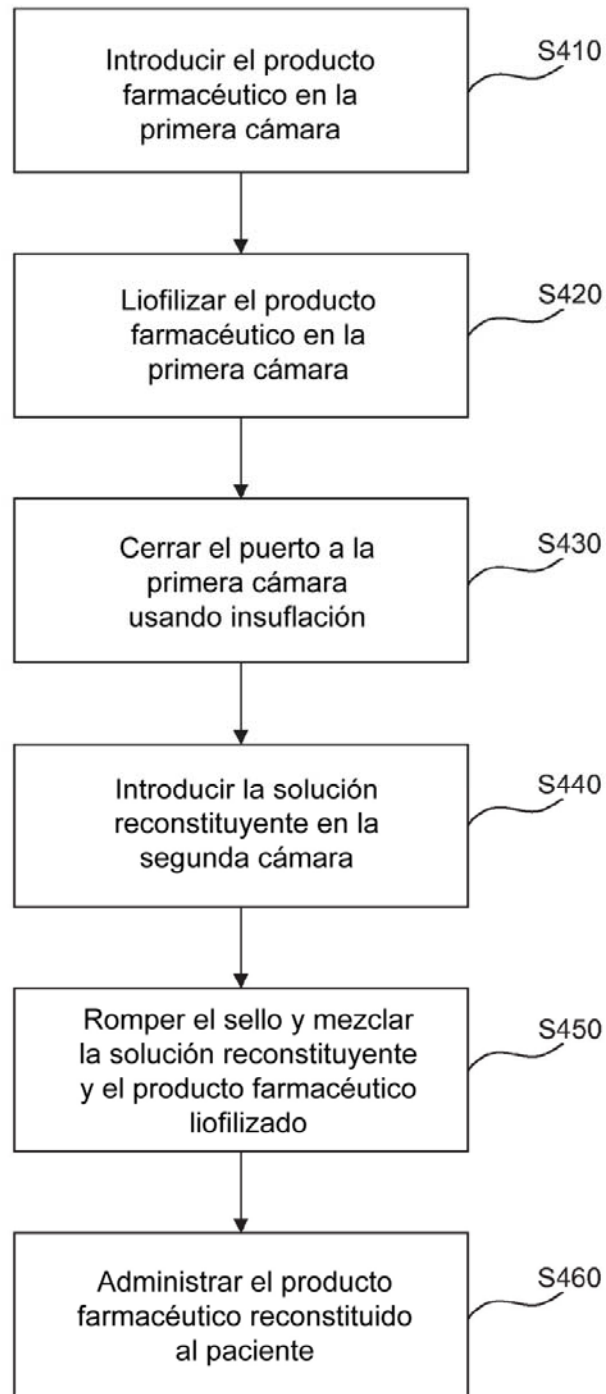 Introducir el producto
farmacéutico en la
primera cámara
S410
Liofilizar el producto
farmacéutico en la
primera cámara
S420
Cerrar el puerto a la
primera cámara
usando insuflación
S430
Introducir la solución
reconstituyente en la
segunda cámara
S440
Romper el sello y mezclar
la solución reconstituyente
y el producto farmacéutico
liofilizado
S450
Administrar el producto
farmacéutico reconstituido
al paciente
S460